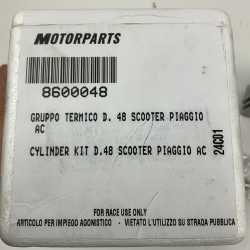 MOTORPARTS
8600048
GRUPPO TERMICO D. 48 SCOOTER PIAGGIO
AC
CYLINDER KIT D.48 SCOOTER PIAGGIO AC
24C01
FOR RACE USE ONLY
ARTICOLO PER IMPIEGO AGONISTICO - VIETATO L'UTILIZZO SU STRADA PUBBLICA